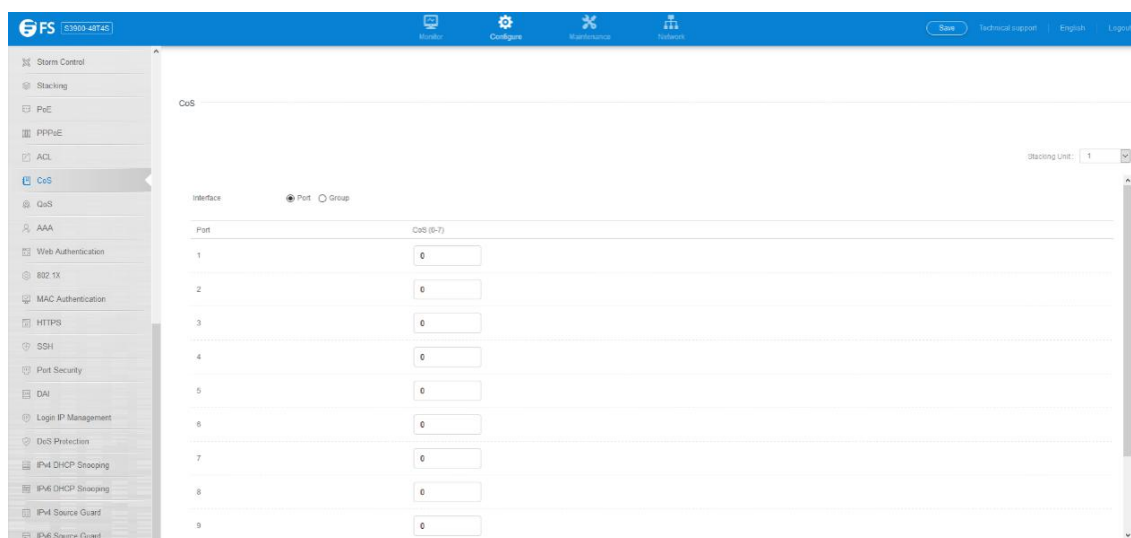 FS S3900-48T4S
Monitor
Configure
Maintenance
Network
Save
Technical support
English
Logout
Storm Control
Stacking
PoE
PPPoE
ACL
CoS
QoS
AAA
Web Authentication
802.1X
MAC Authentication
HTTPS
SSH
Port Security
DAI
Login IP Management
DoS Protection
IPv4 DHCP Snooping
IPv6 DHCP Snooping
IPv4 Source Guard
IPv6 Source Guard
CoS
Stacking Unit: 1
Interface Port Group
Port CoS (0-7)
1 0
2 0
3 0
4 0
5 0
6 0
7 0
8 0
9 0